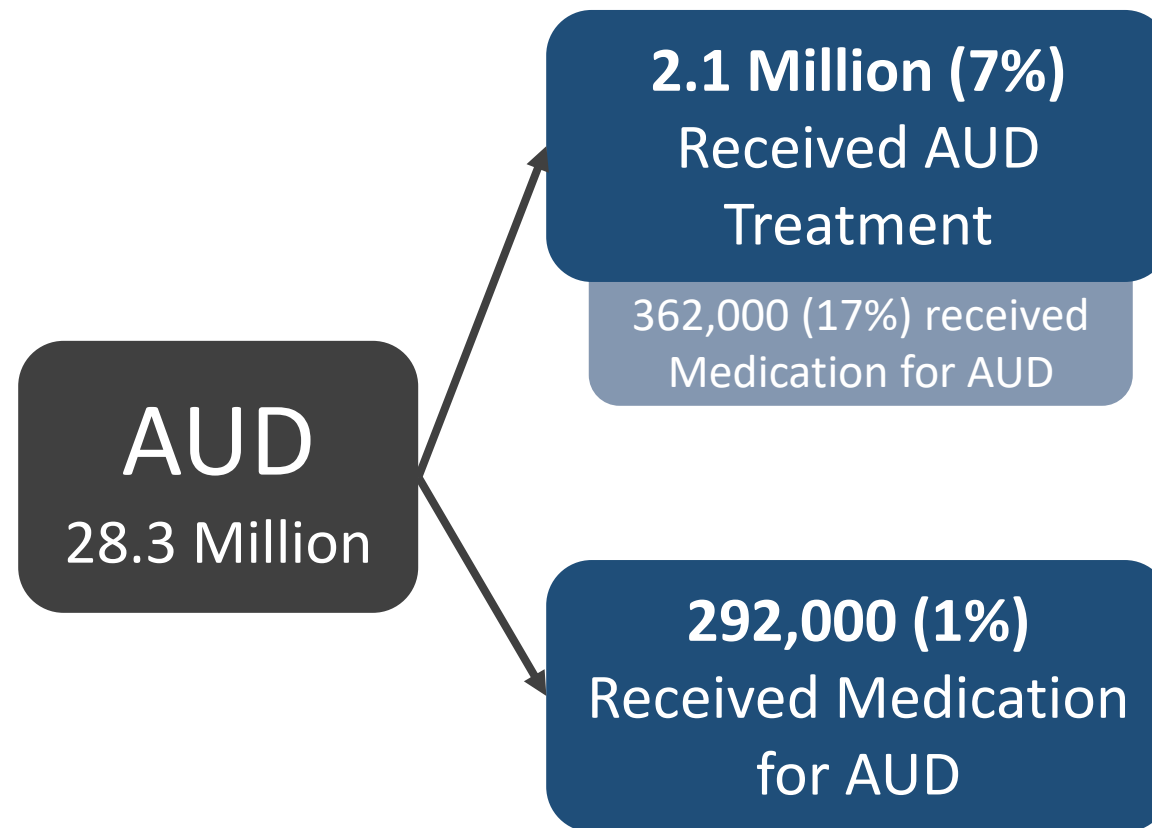 AUD
28.3 Million
2.1 Million (7%)
Received AUD
Treatment
362,000 (17%) received
Medication for AUD
292,000 (1%)
Received Medication
for AUD